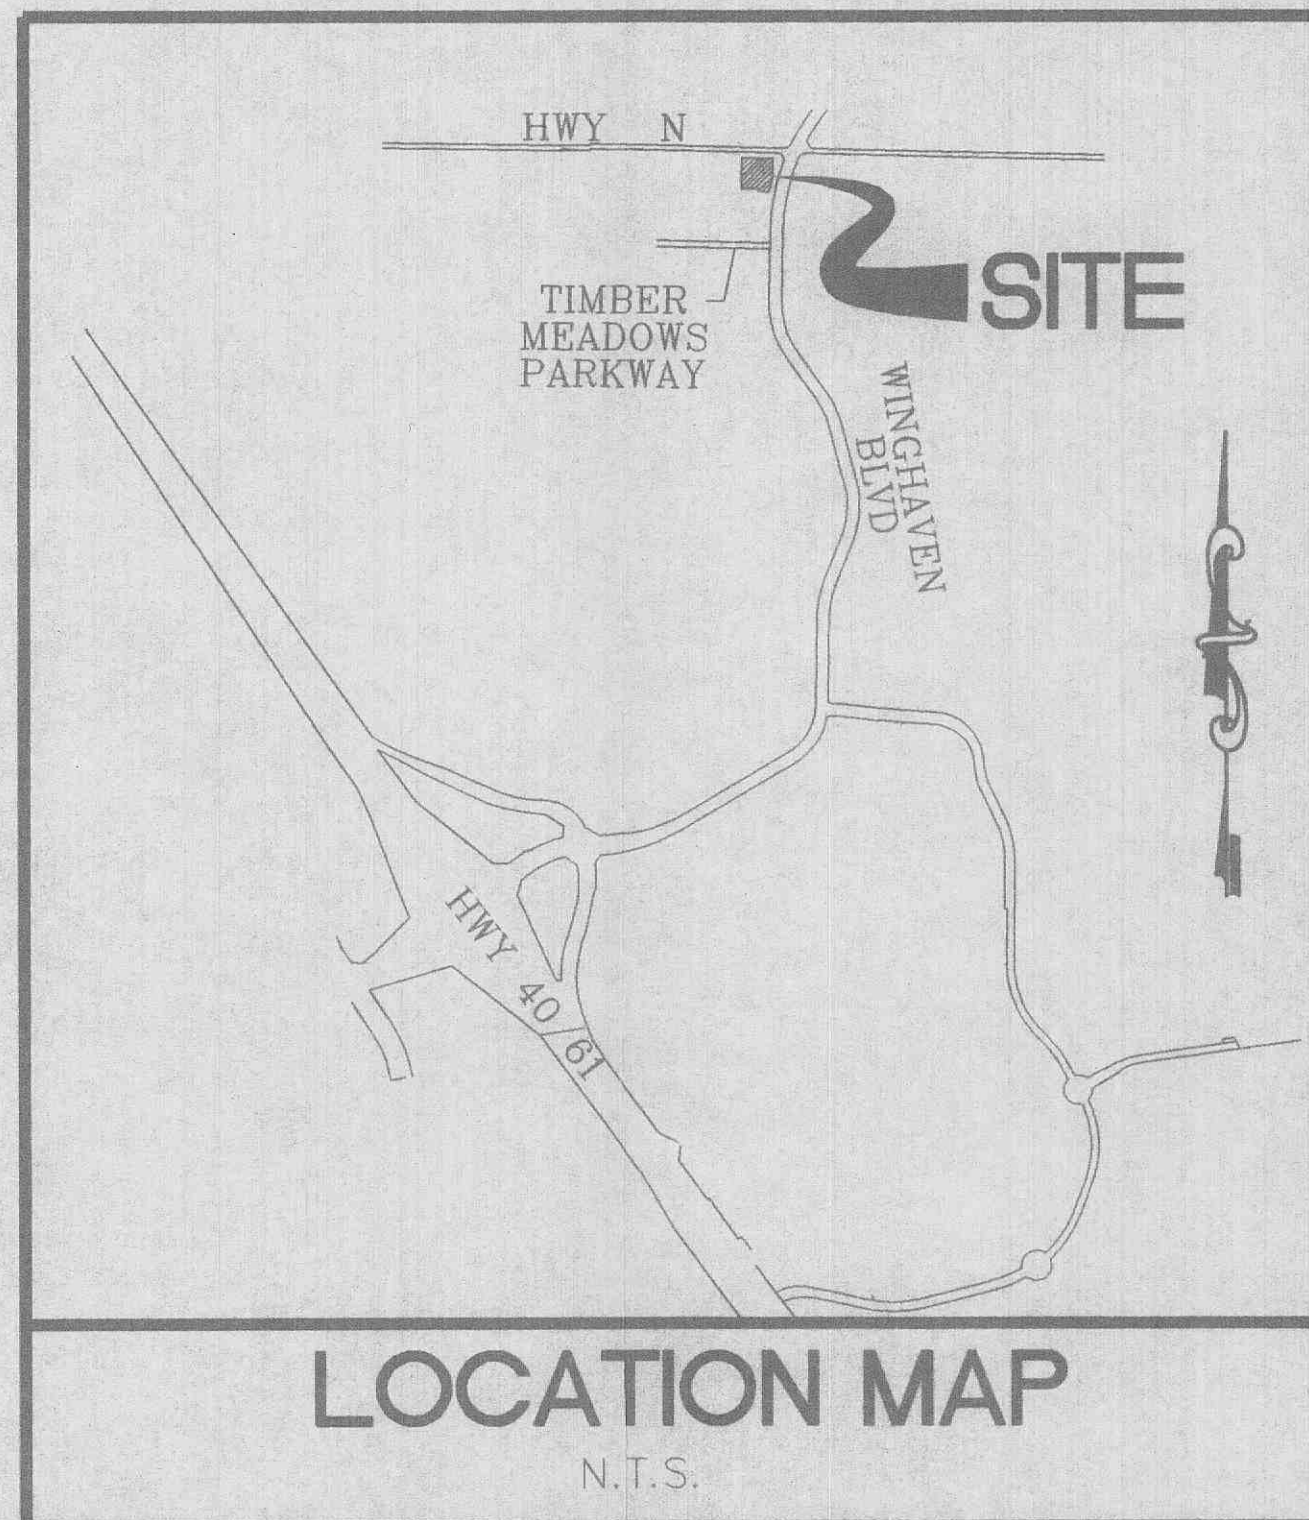 HWY N
SITE
TIMBER
MEADOWS
PARKWAY
WINGHAVEN
BLVD
HWY 40/61
LOCATION MAP
N.T.S.